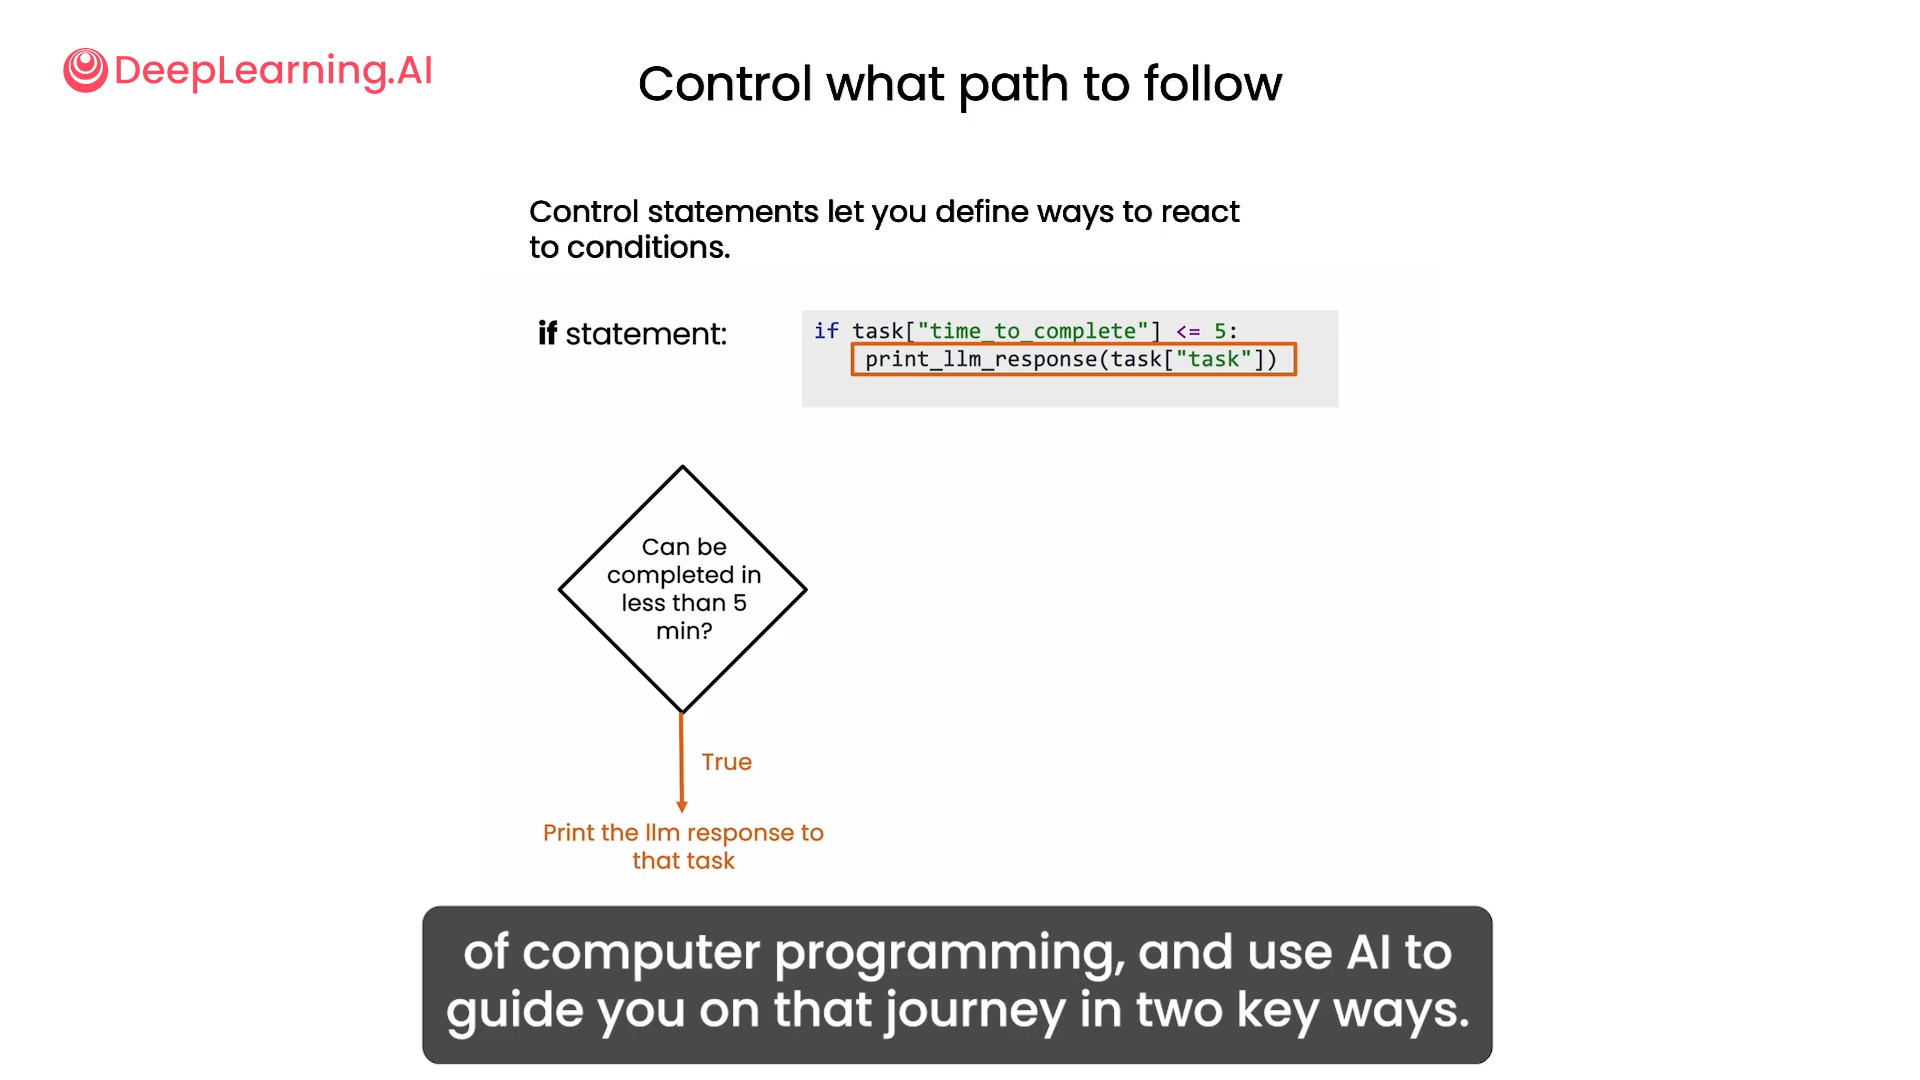 DeepLearning.AI
Control what path to follow
Control statements let you define ways to react
to conditions.
if statement:
if task["time_to_complete"] <= 5:
print_llm_response(task["task"])
Can be
completed in
less than 5
min?
True
Print the llm response to
that task
of computer programming, and use AI to
guide you on that journey in two key ways.